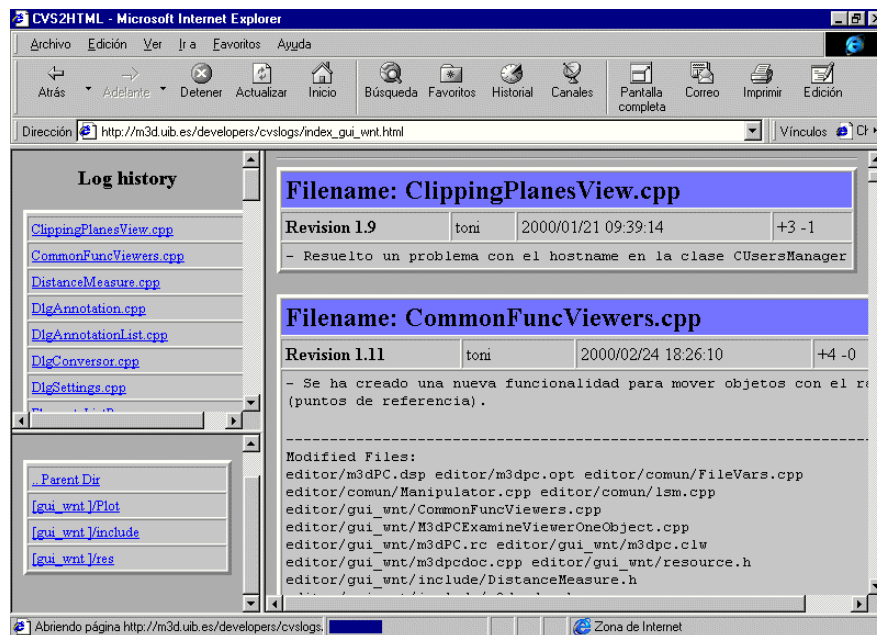 CVS2HTML - Microsoft Internet Explorer
Archivo Edición Ver Ir a Favoritos Ayuda
Atrás Adelante Detener Actualizar Inicio Búsqueda Favoritos Historial Canales Pantalla completa Correo Imprimir Edición
Dirección http://m3d.uib.es/developers/cvslogs/index_gui_wnt.html Vínculos
Log history
ClippingPlanesView.cpp
CommonFuncViewers.cpp
DistanceMeasure.cpp
DlgAnnotation.cpp
DlgAnnotationList.cpp
DlgConversor.cpp
DlgSettings.cpp
.. Parent Dir
[gui_wnt ]/Plot
[gui_wnt ]/include
[gui_wnt ]/res
Filename: ClippingPlanesView.cpp
Revision 1.9 toni 2000/01/21 09:39:14 +3 -1
- Resuelto un problema con el hostname en la clase CUsersManager
Filename: CommonFuncViewers.cpp
Revision 1.11 toni 2000/02/24 18:26:10 +4 -0
- Se ha creado una nueva funcionalidad para mover objetos con el
(puntos de referencia).
Modified Files:
editor/m3dPC.dsp editor/m3dpc.opt editor/comun/FileVars.cpp
editor/comun/Manipulator.cpp editor/comun/lsm.cpp
editor/gui_wnt/CommonFuncViewers.cpp
editor/gui_wnt/M3dPCExamineViewerOneObject.cpp
editor/gui_wnt/m3dPC.rc editor/gui_wnt/m3dpc.clw
editor/gui_wnt/m3dpcdoc.cpp editor/gui_wnt/resource.h
editor/gui_wnt/include/DistanceMeasure.h
Abriendo página http://m3d.uib.es/developers/cvslogs. Zona de Internet